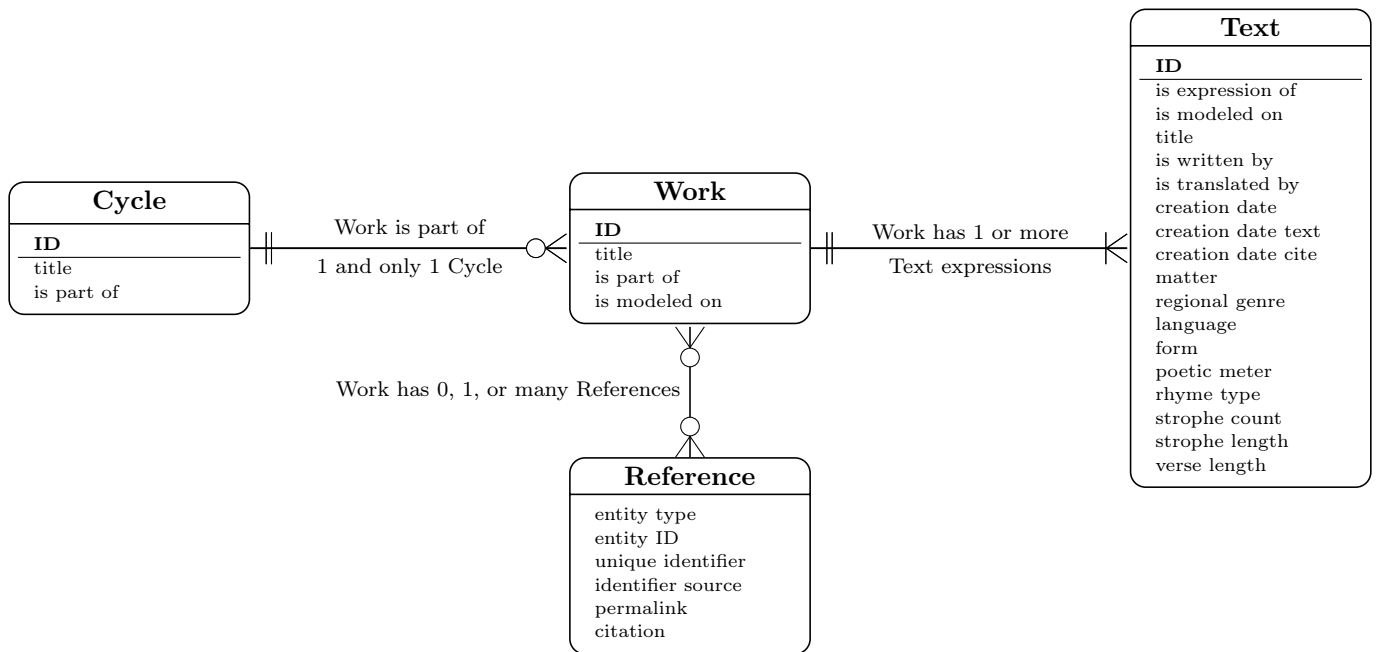 Cycle
ID
title
is part of
Work is part of
1 and only 1 Cycle
Work
ID
title
is part of
is modeled on
Work has 1 or more
Text expressions
Text
ID
is expression of
is modeled on
title
is written by
is translated by
creation date
creation date text
creation date cite
matter
regional genre
language
form
poetic meter
rhyme type
strophe count
strophe length
verse length
Work has 0, 1, or many References
Reference
entity type
entity ID
unique identifier
identifier source
permalink
citation